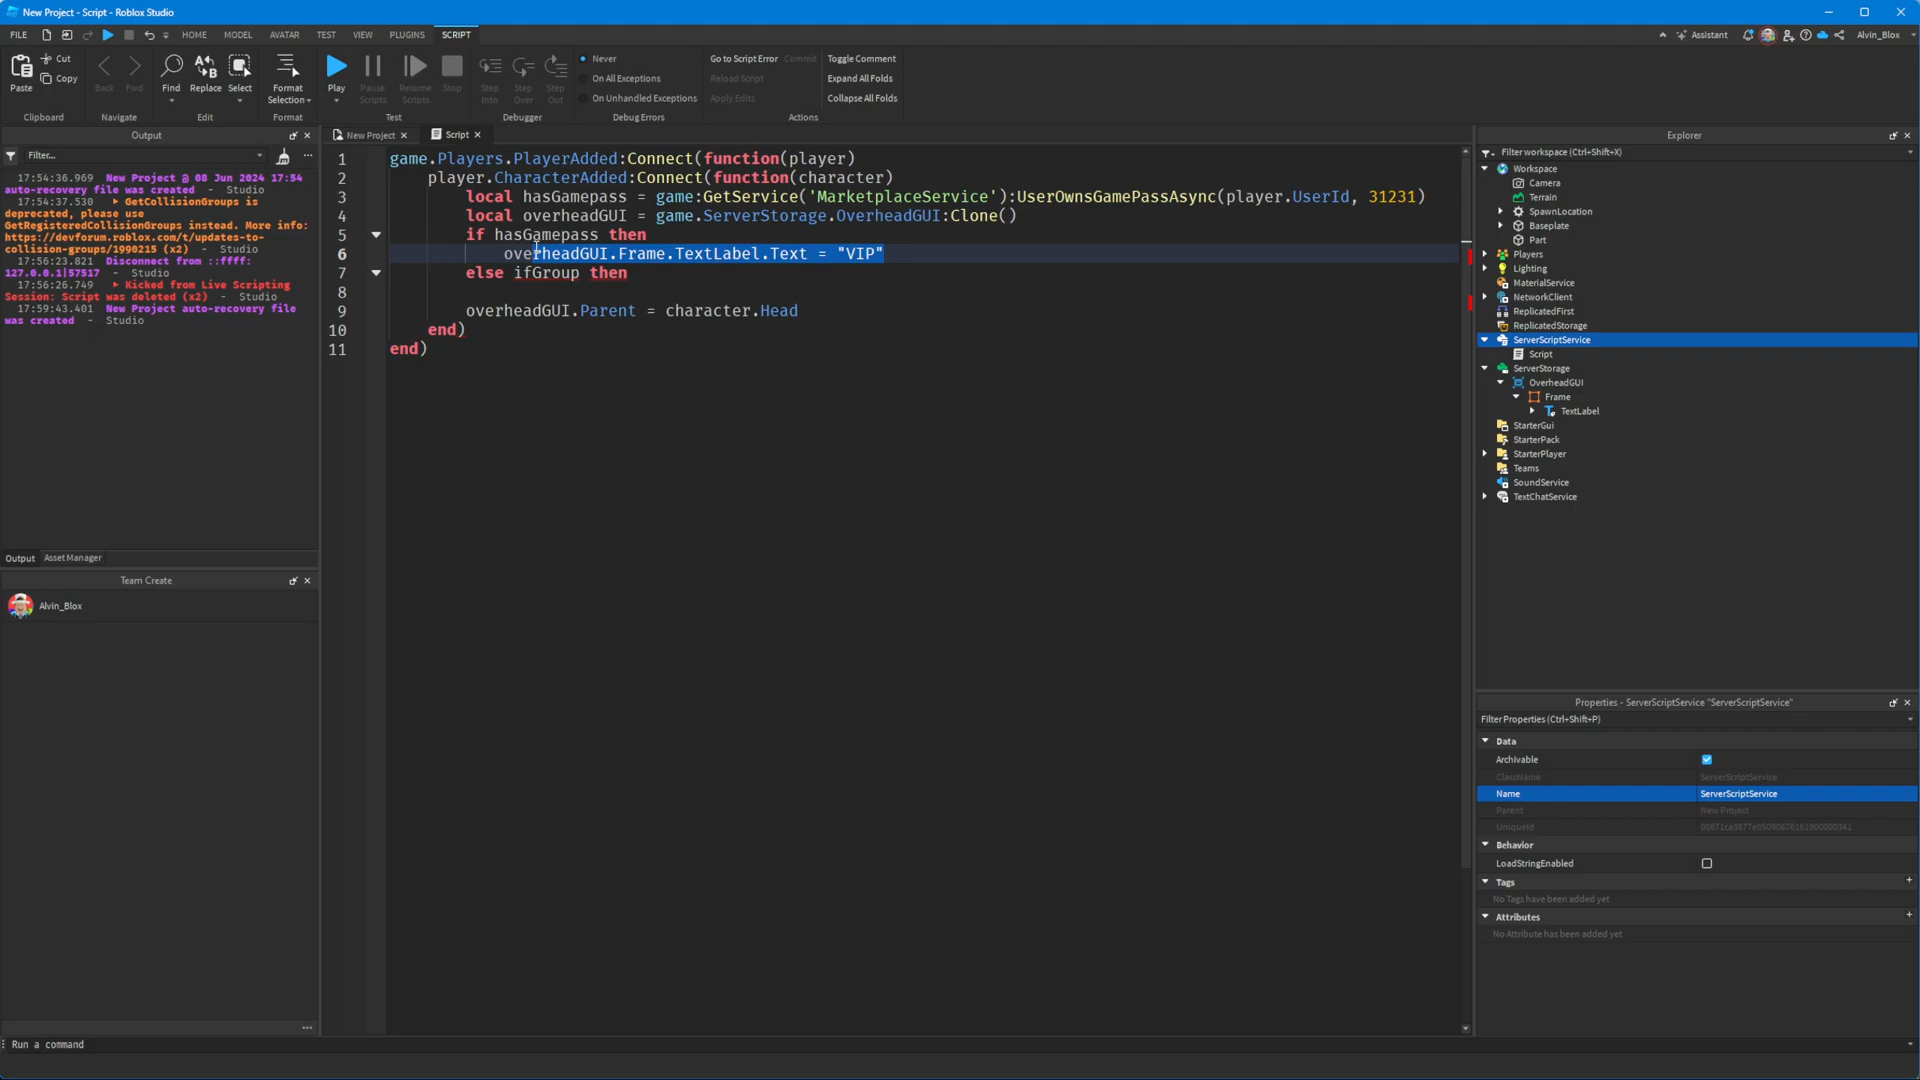 New Project - Script - Roblox Studio
FILE HOME MODEL AVATAR TEST VIEW PLUGINS SCRIPT Assistant Alvin_Blox
Paste Cut Copy Back Fwd Find Replace Select Format Selection Play Pause Scripts Resume Scripts Stop Step Into Step Over Step Out
Never Go to Script Error Commit Toggle Comment
On All Exceptions Reload Script Expand All Folds
On Unhandled Exceptions Apply Edits Collapse All Folds
Clipboard Navigate Edit Format Test Debugger Debug Errors Actions
Output
Filter...
17:54:36.969 New Project @ 08 Jun 2024 17:54
auto-recovery file was created - Studio
17:54:37.530 GetCollisionGroups is
deprecated, please use
GetRegisteredCollisionGroups instead. More info:
https://devforum.roblox.com/t/updates-to-
collision-groups/1990215 (x2) - Studio
17:56:23.821 Disconnect from ::ffff:
127.0.0.1|57517 - Studio
17:56:26.749 Kicked from Live Scripting
Session: Script was deleted (x2) - Studio
17:59:43.401 New Project auto-recovery file
was created - Studio
Output Asset Manager
Team Create
Alvin_Blox
New Project Script
1 game.Players.PlayerAdded:Connect(function(player)
2 player.CharacterAdded:Connect(function(character)
3 local hasGamepass = game:GetService('MarketplaceService'):UserOwnsGamePassAsync(player.UserId, 31231)
4 local overheadGUI = game.ServerStorage.OverheadGUI:Clone()
5 if hasGamepass then
6 overheadGUI.Frame.TextLabel.Text = "VIP"
7 else ifGroup then
8
9 overheadGUI.Parent = character.Head
10 end)
11 end)
Explorer
Filter workspace (Ctrl+Shift+X)
Workspace
Camera
Terrain
SpawnLocation
Baseplate
Part
Players
Lighting
MaterialService
NetworkClient
ReplicatedFirst
ReplicatedStorage
ServerScriptService
Script
ServerStorage
OverheadGUI
Frame
TextLabel
StarterGui
StarterPack
StarterPlayer
Teams
SoundService
TextChatService
Properties - ServerScriptService "ServerScriptService"
Filter Properties (Ctrl+Shift+P)
Data
Archivable
ClassName ServerScriptService
Name ServerScriptService
Parent New Project
UniqueId
Behavior
LoadStringEnabled
Tags
No Tags have been added yet
Attributes
No Attribute has been added yet
Run a command